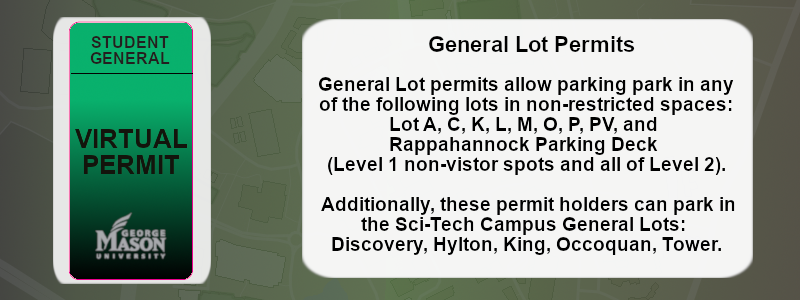 STUDENT
GENERAL
VIRTUAL
PERMIT
GEORGE
MASON
UNIVERSITY
General Lot Permits
General Lot permits allow parking park in any
of the following lots in non-restricted spaces:
Lot A, C, K, L, M, O, P, PV, and
Rappahannock Parking Deck
(Level 1 non-vistor spots and all of Level 2).
Additionally, these permit holders can park in
the Sci-Tech Campus General Lots:
Discovery, Hylton, King, Occoquan, Tower.